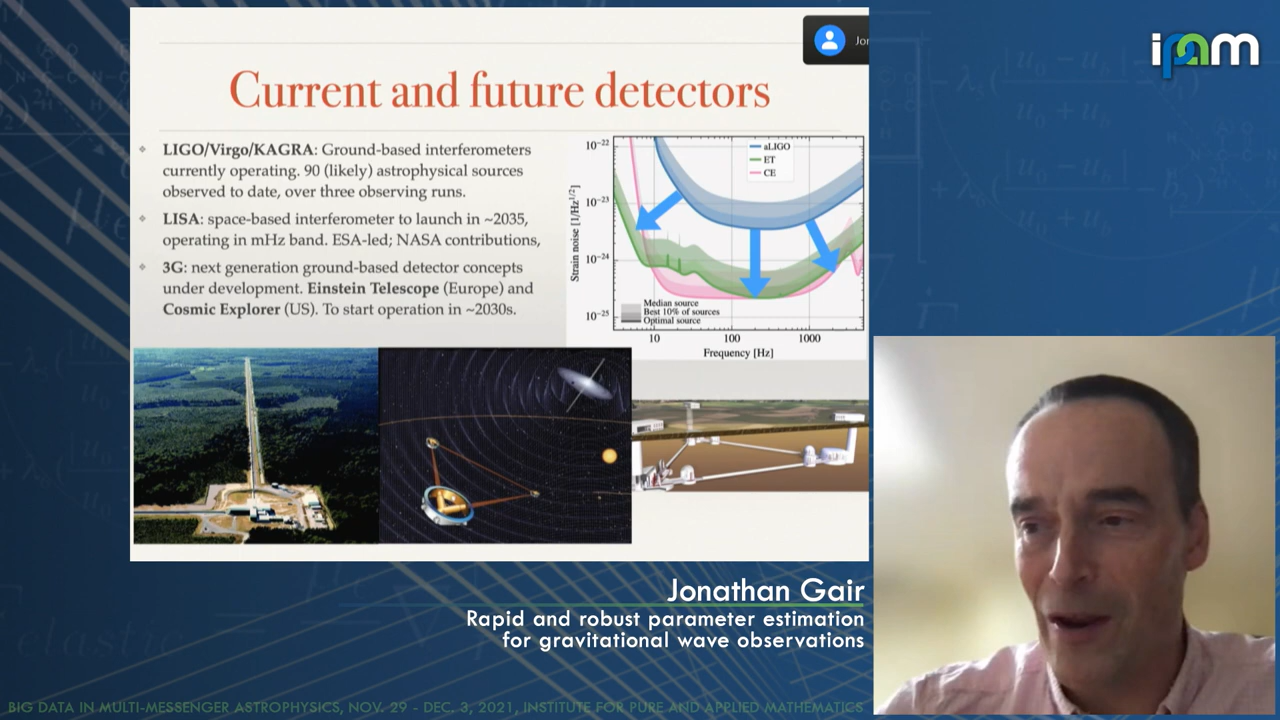 Jon
ipam
Current and future detectors
LIGO/Virgo/KAGRA: Ground-based interferometers
currently operating. 90 (likely) astrophysical sources
observed to date, over three observing runs.
LISA: space-based interferometer to launch in ~2035,
operating in mHz band. ESA-led; NASA contributions,
3G: next generation ground-based detector concepts
under development. Einstein Telescope (Europe) and
Cosmic Explorer (US). To start operation in ~2030s.
10⁻²²
10⁻²³
10⁻²⁴
10⁻²⁵
Strain noise [1/Hz^1/2]
aLIGO
ET
CE
Median source
Best 10% of sources
Optimal source
10 100 1000
Frequency [Hz]
Jonathan Gair
Rapid and robust parameter estimation
for gravitational wave observations
BIG DATA IN MULTI-MESSENGER ASTROPHYSICS, NOV. 29 - DEC. 3, 2021, INSTITUTE FOR PURE AND APPLIED MATHEMATICS